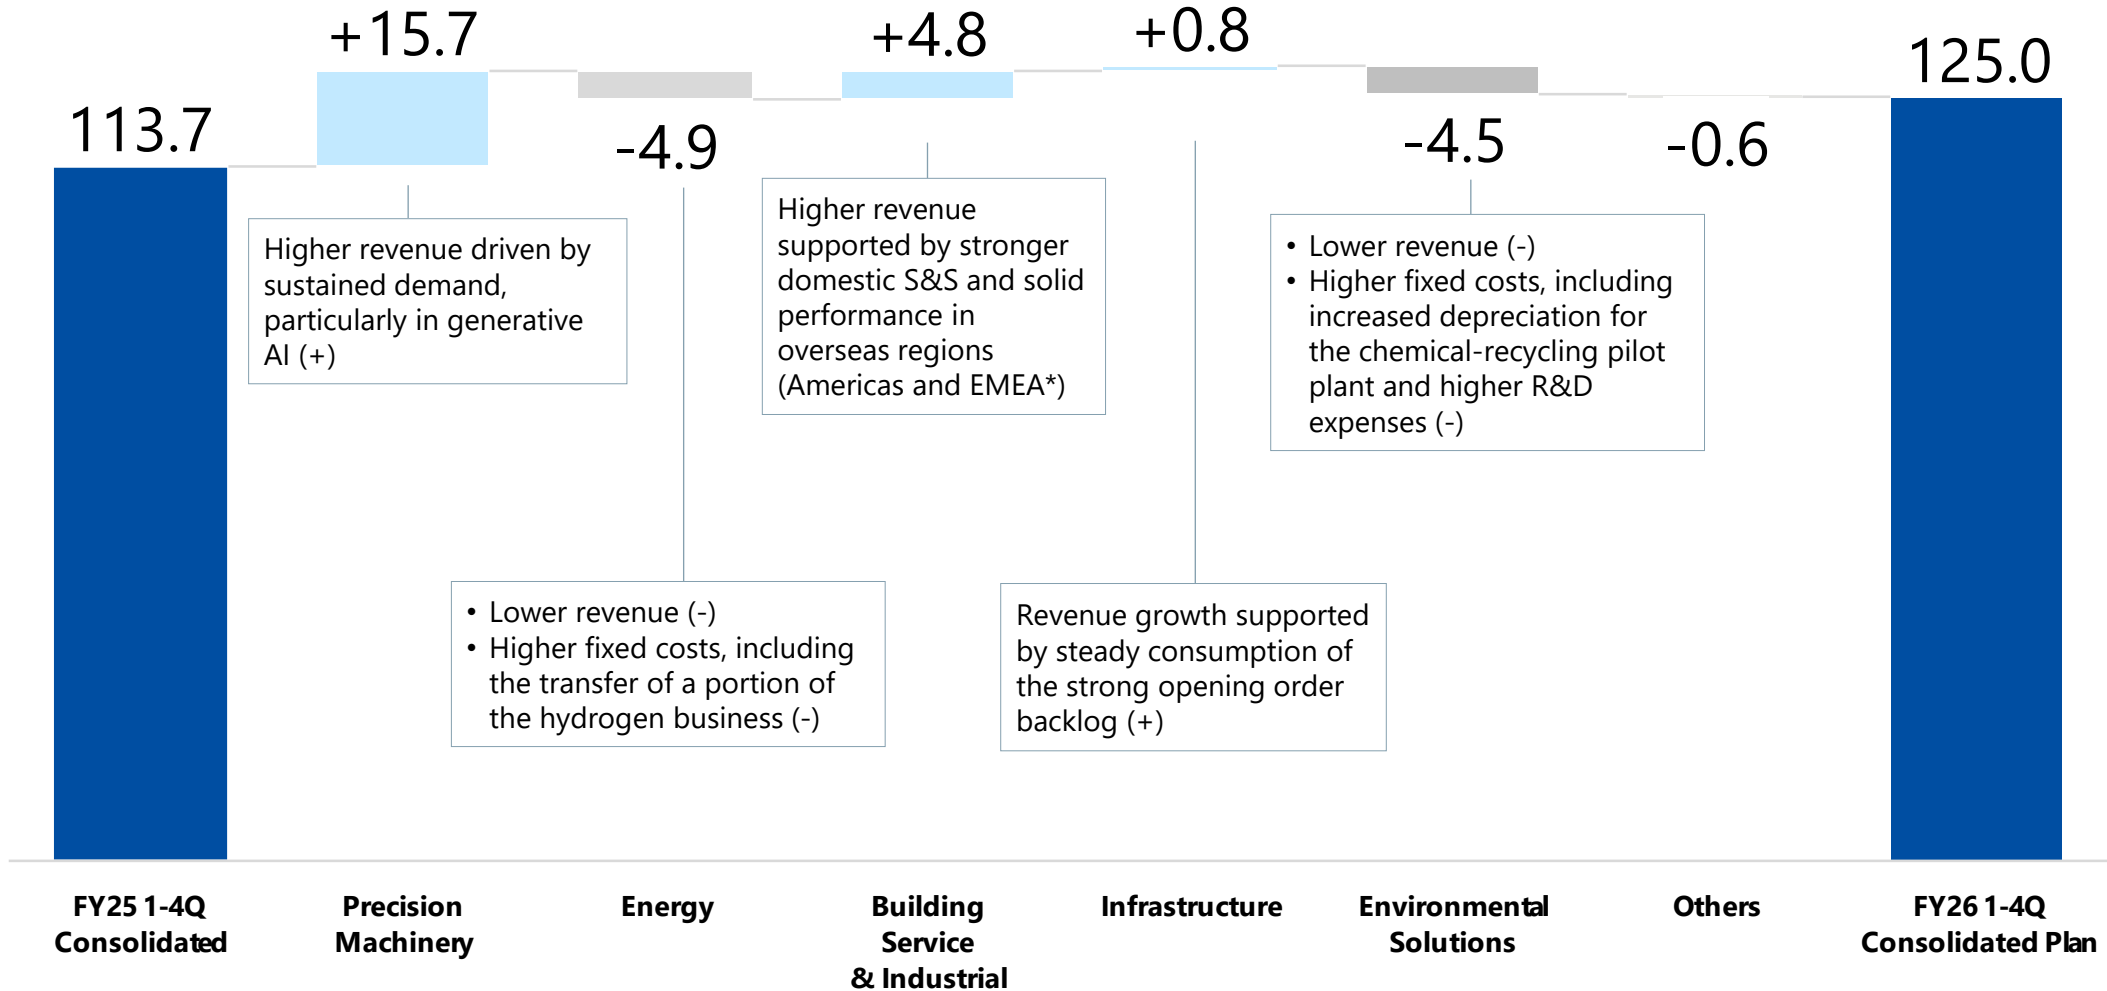 +15.7
+4.8
+0.8
125.0
113.7
-4.9
-4.5
-0.6
Higher revenue driven by
sustained demand,
particularly in generative
AI (+)
Higher revenue
supported by stronger
domestic S&S and solid
performance in
overseas regions
(Americas and EMEA*)
• Lower revenue (-)
• Higher fixed costs, including
increased depreciation for
the chemical-recycling pilot
plant and higher R&D
expenses (-)
• Lower revenue (-)
• Higher fixed costs, including
the transfer of a portion of
the hydrogen business (-)
Revenue growth supported
by steady consumption of
the strong opening order
backlog (+)
FY25 1-4Q
Consolidated
Precision
Machinery
Energy
Building
Service
& Industrial
Infrastructure
Environmental
Solutions
Others
FY26 1-4Q
Consolidated Plan